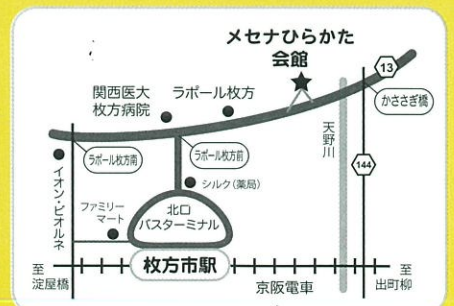 メセナひらかた
会館
13
関西医大
枚方病院
ラポール枚方
かささぎ橋
ラポール枚方南
ラポール枚方前
天野川
144
イオン・ビオルネ
シルク(薬局)
ファミリー
マート
北口
バスターミナル
至
淀屋橋
枚方市駅
京阪電車
至
出町柳